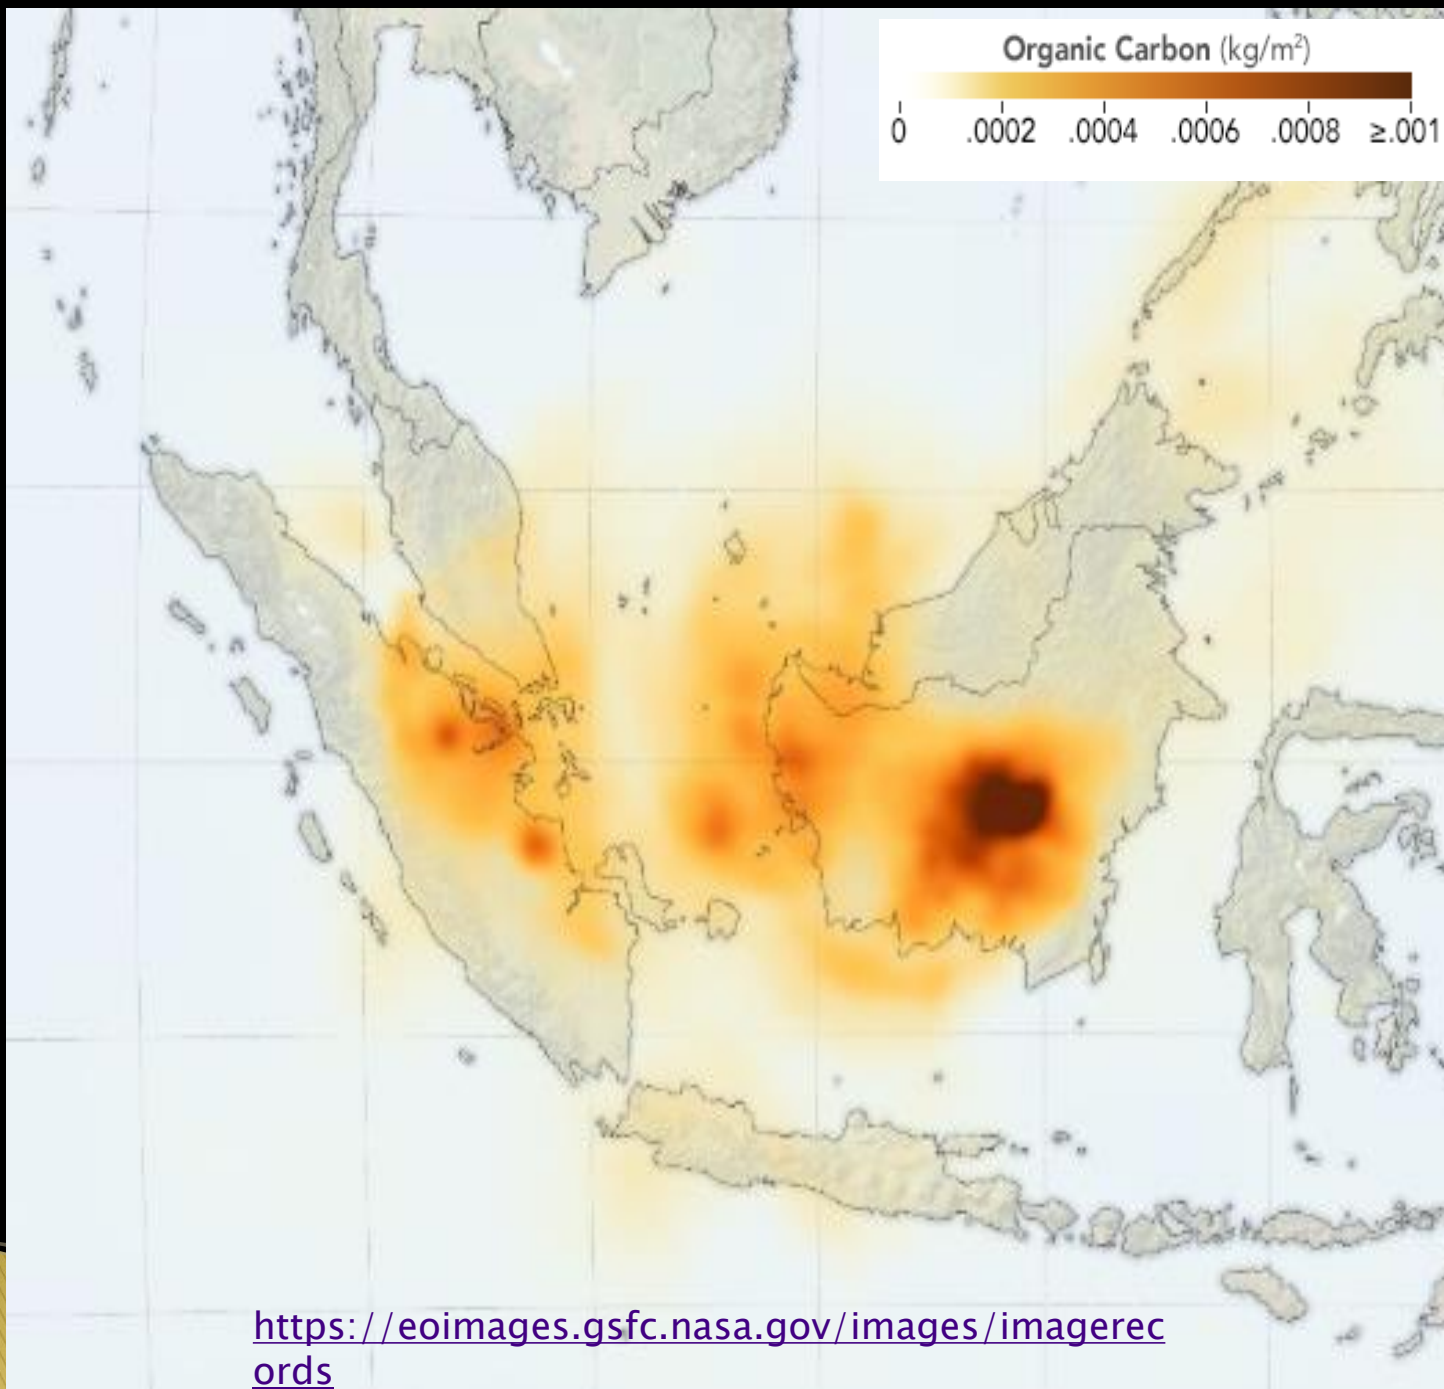 Organic Carbon (kg/m²)
0 .0002 .0004 .0006 .0008 ≥.001
https://eoimages.gsfc.nasa.gov/images/imagerec
ords